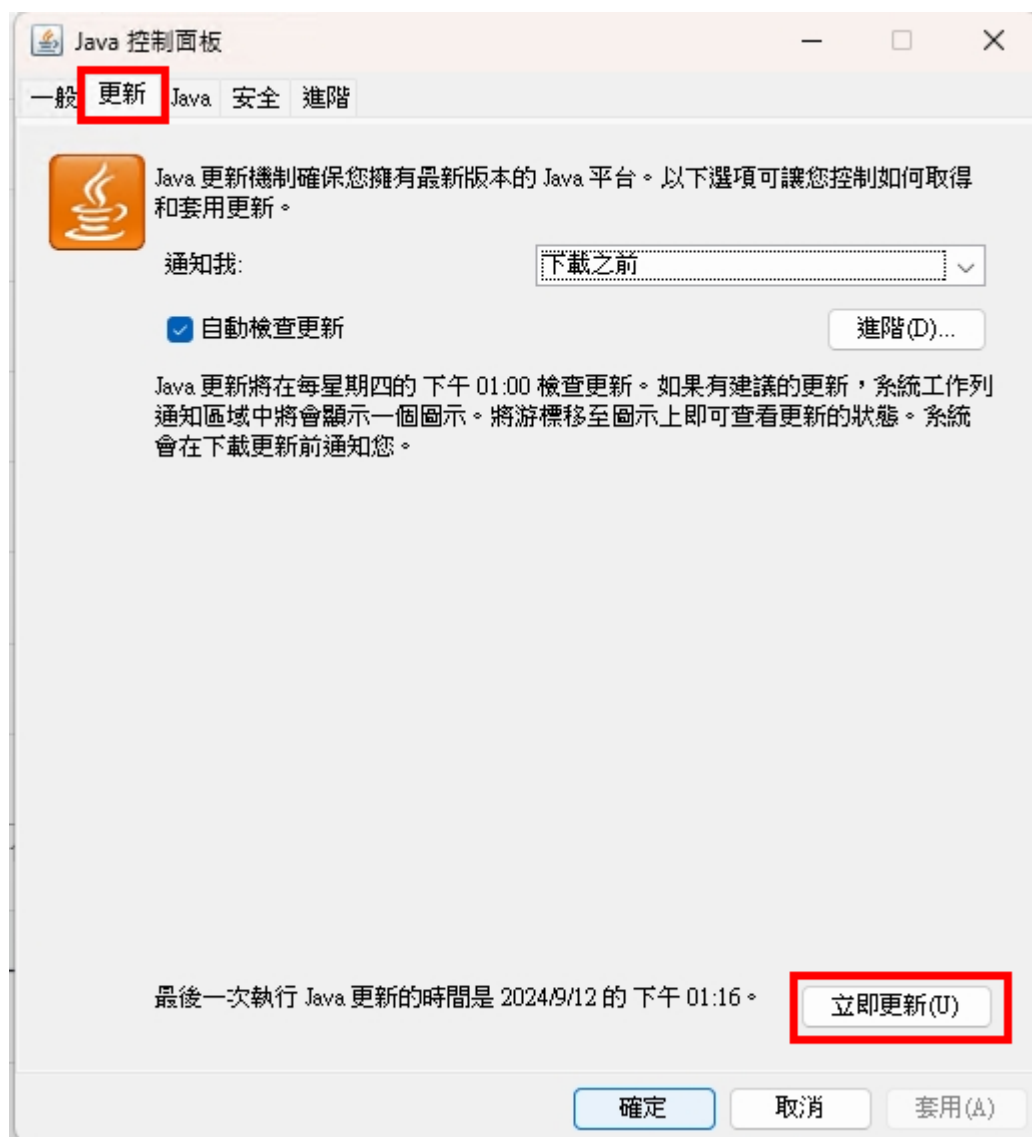 Java 控制面板
一般 更新 Java 安全 進階
Java 更新機制確保您擁有最新版本的 Java 平台。以下選項可讓您控制如何取得
和套用更新。
通知我: 下載之前
自動檢查更新 進階(D)...
Java 更新將在每星期四的 下午 01:00 檢查更新。如果有建議的更新，系統工作列
通知區域中將會顯示一個圖示。將游標移至圖示上即可查看更新的狀態。系統
會在下載更新前通知您。
最後一次執行 Java 更新的時間是 2024/9/12 的 下午 01:16。 立即更新(U)
確定 取消 套用(A)